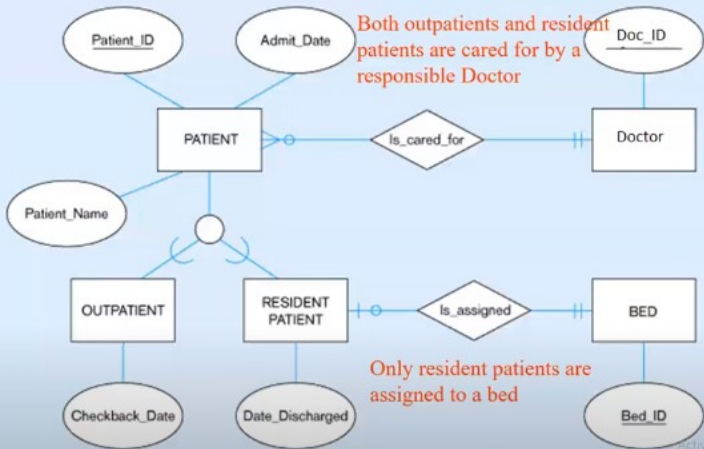 Patient_ID
Admit_Date
Both outpatients and resident
patients are cared for by a
responsible Doctor
Doc_ID
PATIENT
Is_cared_for
Doctor
Patient_Name
OUTPATIENT
RESIDENT
PATIENT
Is_assigned
BED
Only resident patients are
assigned to a bed
Checkback_Date
Date_Discharged
Bed_ID